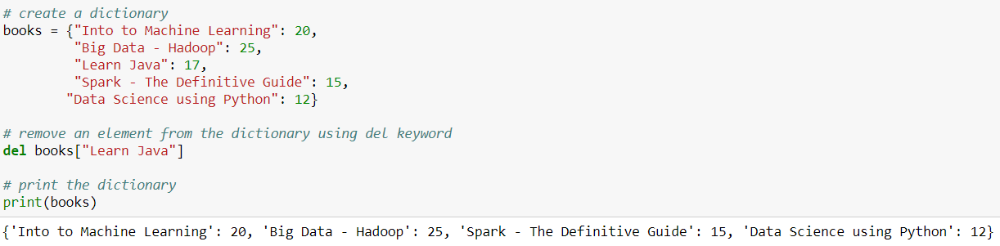 # create a dictionary
books = {"Into to Machine Learning": 20,
         "Big Data - Hadoop": 25,
         "Learn Java": 17,
         "Spark - The Definitive Guide": 15,
        "Data Science using Python": 12}

# remove an element from the dictionary using del keyword
del books["Learn Java"]

# print the dictionary
print(books)
{'Into to Machine Learning': 20, 'Big Data - Hadoop': 25, 'Spark - The Definitive Guide': 15, 'Data Science using Python': 12}